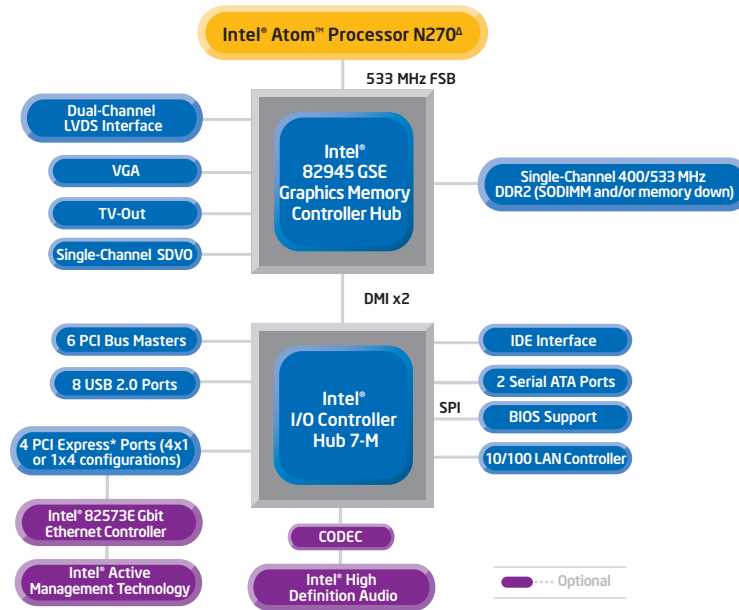 Intel® Atom™ Processor N270Δ
533 MHz FSB
Dual-Channel
LVDS Interface
VGA
TV-Out
Single-Channel SDVO
Intel®
82945 GSE
Graphics Memory
Controller Hub
Single-Channel 400/533 MHz
DDR2 (SODIMM and/or memory down)
DMI x2
6 PCI Bus Masters
8 USB 2.0 Ports
4 PCI Express* Ports (4x1
or 1x4 configurations)
Intel®
I/O Controller
Hub 7-M
IDE Interface
2 Serial ATA Ports
SPI
BIOS Support
10/100 LAN Controller
Intel® 82573E Gbit
Ethernet Controller
Intel® Active
Management Technology
CODEC
Intel® High
Definition Audio
Optional